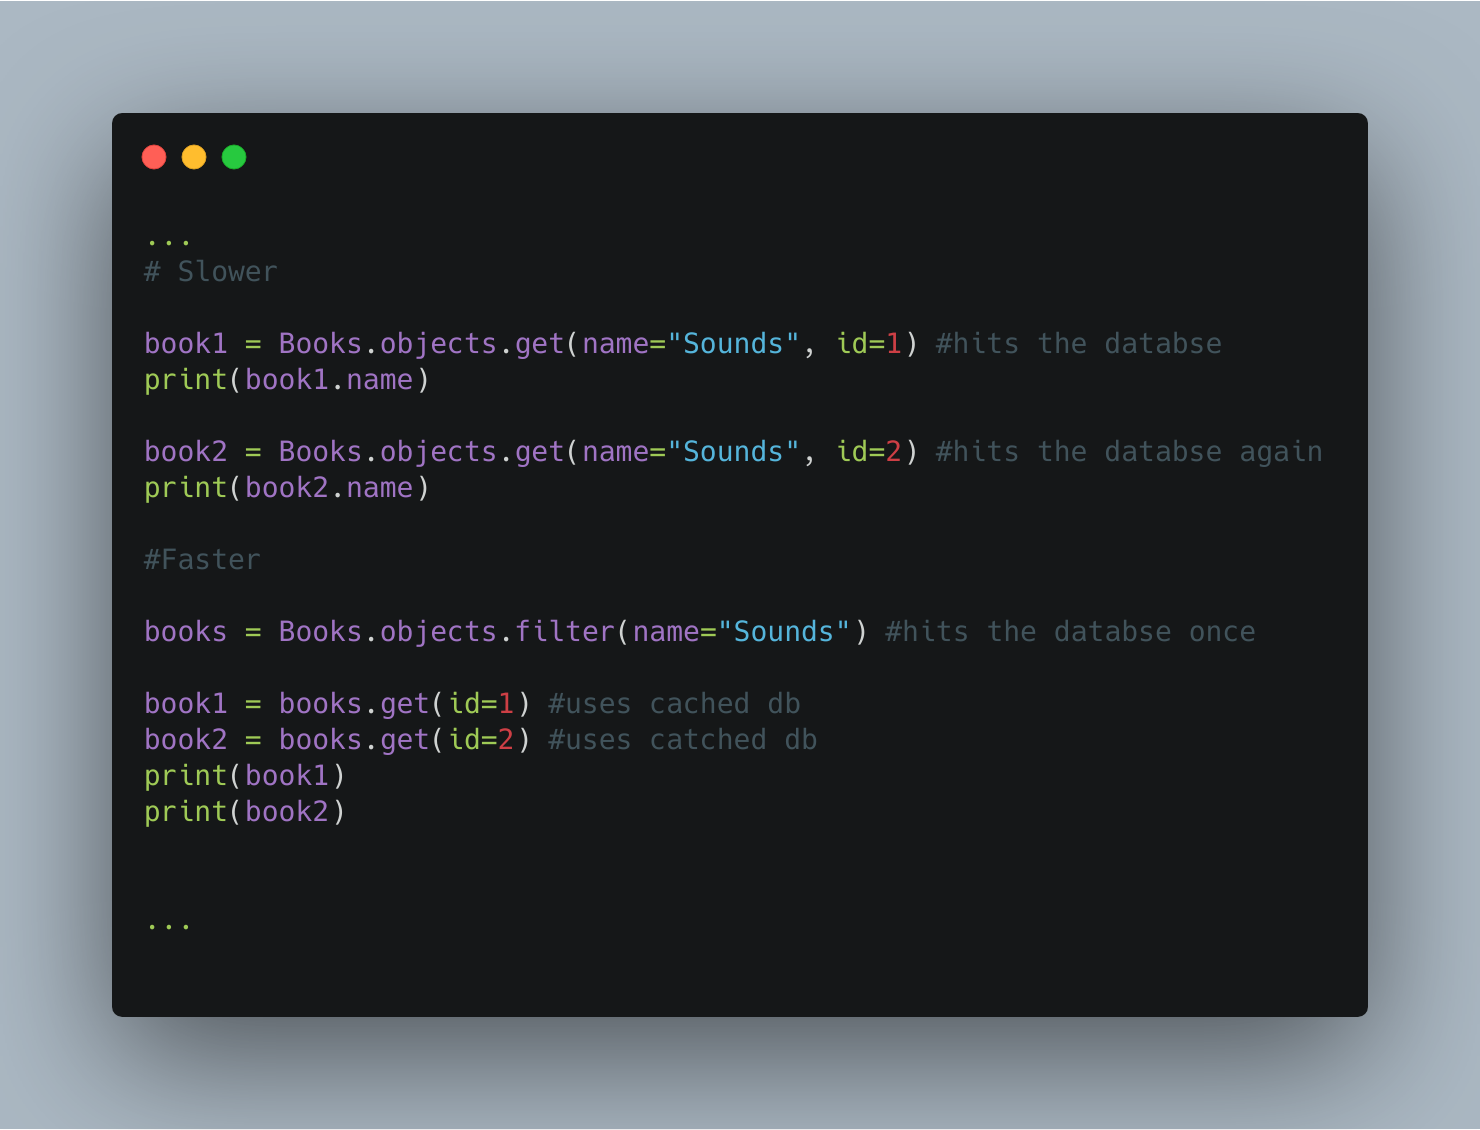 ...
# Slower
book1 = Books.objects.get(name="Sounds", id=1) #hits the databse
print(book1.name)
book2 = Books.objects.get(name="Sounds", id=2) #hits the databse again
print(book2.name)
#Faster
books = Books.objects.filter(name="Sounds") #hits the databse once
book1 = books.get(id=1) #uses cached db
book2 = books.get(id=2) #uses catched db
print(book1)
print(book2)
...